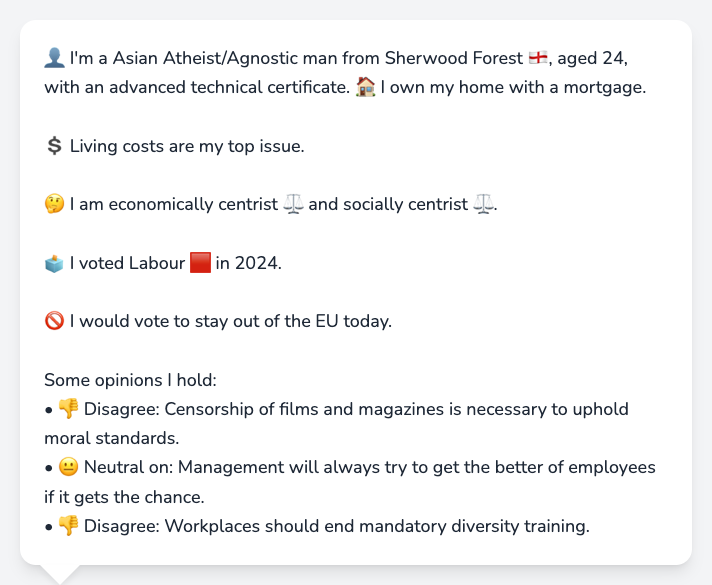 👤 I'm a Asian Atheist/Agnostic man from Sherwood Forest 🏴󠁧󠁢󠁥󠁮󠁧󠁿, aged 24,
with an advanced technical certificate. 🏠 I own my home with a mortgage.
💲 Living costs are my top issue.
🤔 I am economically centrist ⚖️ and socially centrist ⚖️.
🗳️ I voted Labour 🟥 in 2024.
🚫 I would vote to stay out of the EU today.
Some opinions I hold:
• 👎 Disagree: Censorship of films and magazines is necessary to uphold
moral standards.
• 😐 Neutral on: Management will always try to get the better of employees
if it gets the chance.
• 👎 Disagree: Workplaces should end mandatory diversity training.